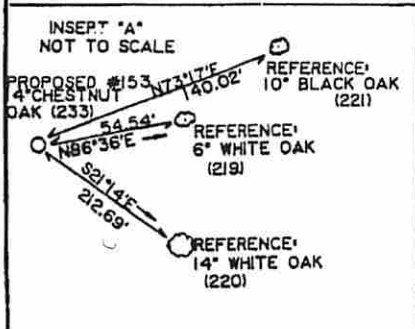 INSERT "A"
NOT TO SCALE
PROPOSED #153
4" CHESTNUT
OAK (233)
N73°17'E
140.02'
REFERENCE:
10" BLACK OAK
(221)
54.54'
N86°36'E
REFERENCE:
6" WHITE OAK
(219)
S21°14'E
212.69'
REFERENCE:
14" WHITE OAK
(220)